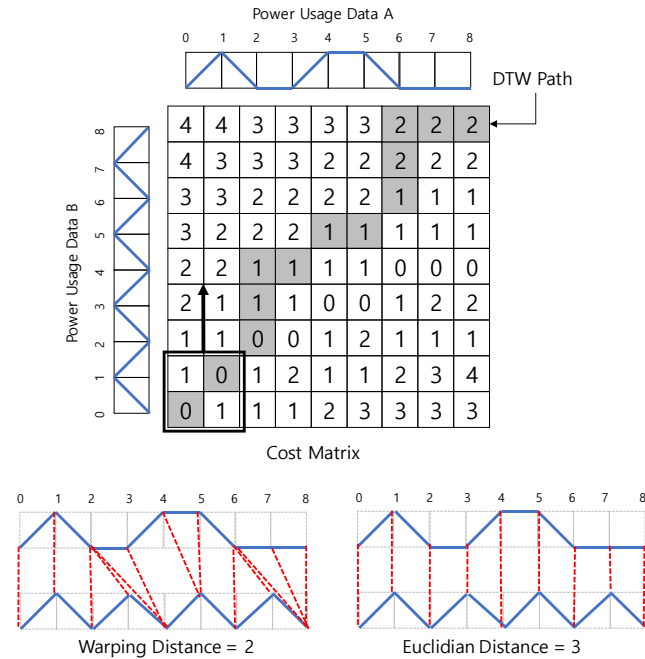 Power Usage Data A
0 1 2 3 4 5 6 7 8
DTW Path
Power Usage Data B
8
7
6
5
4
3
2
1
0
4 4 3 3 3 3 2 2 2
4 3 3 3 2 2 2 2 2
3 3 2 2 2 2 1 1 1
3 2 2 2 1 1 1 1 1
2 2 1 1 1 1 0 0 0
2 1 1 1 0 0 1 2 2
1 1 0 0 1 2 1 1 1
1 0 1 2 1 1 2 3 4
0 1 1 1 2 3 3 3 3
Cost Matrix
0 1 2 3 4 5 6 7 8
Warping Distance = 2
0 1 2 3 4 5 6 7 8
Euclidian Distance = 3